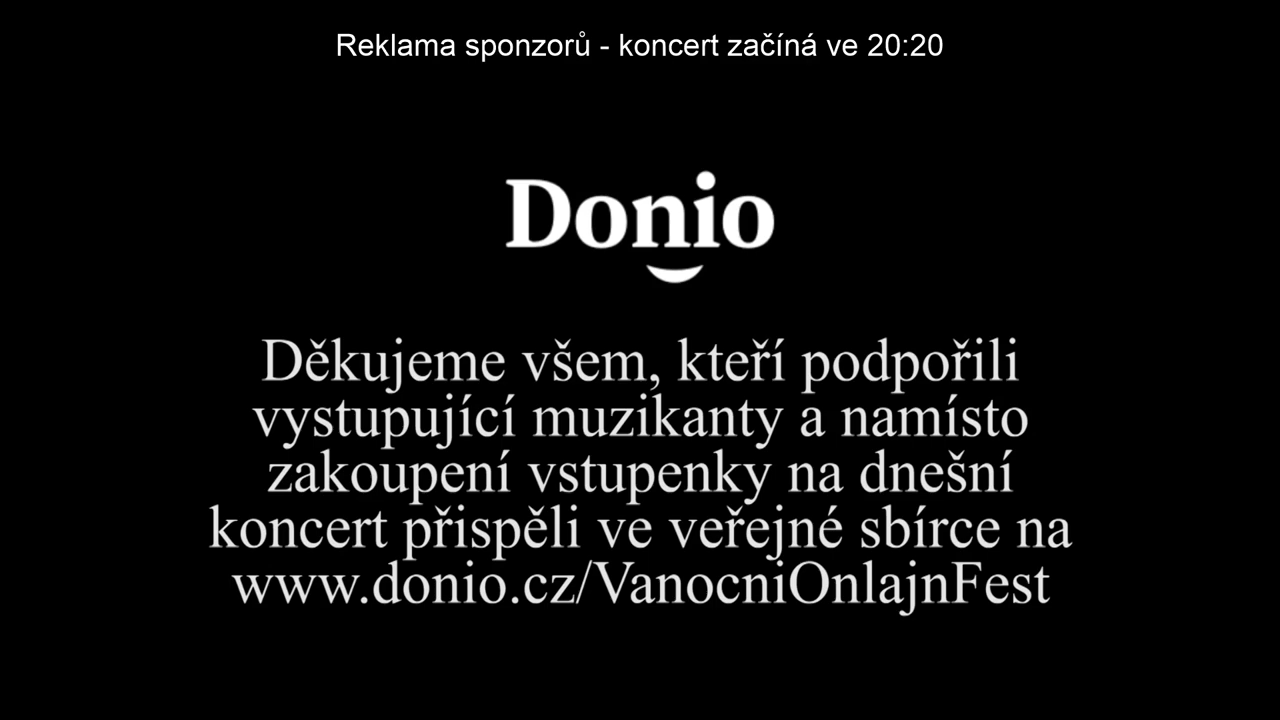 Reklama sponzorů - koncert začíná ve 20:20
Donio
Děkujeme všem, kteří podpořili
vystupující muzikanty a namísto
zakoupení vstupenky na dnešní
koncert přispěli ve veřejné sbírce na
www.donio.cz/VanocniOnlajnFest